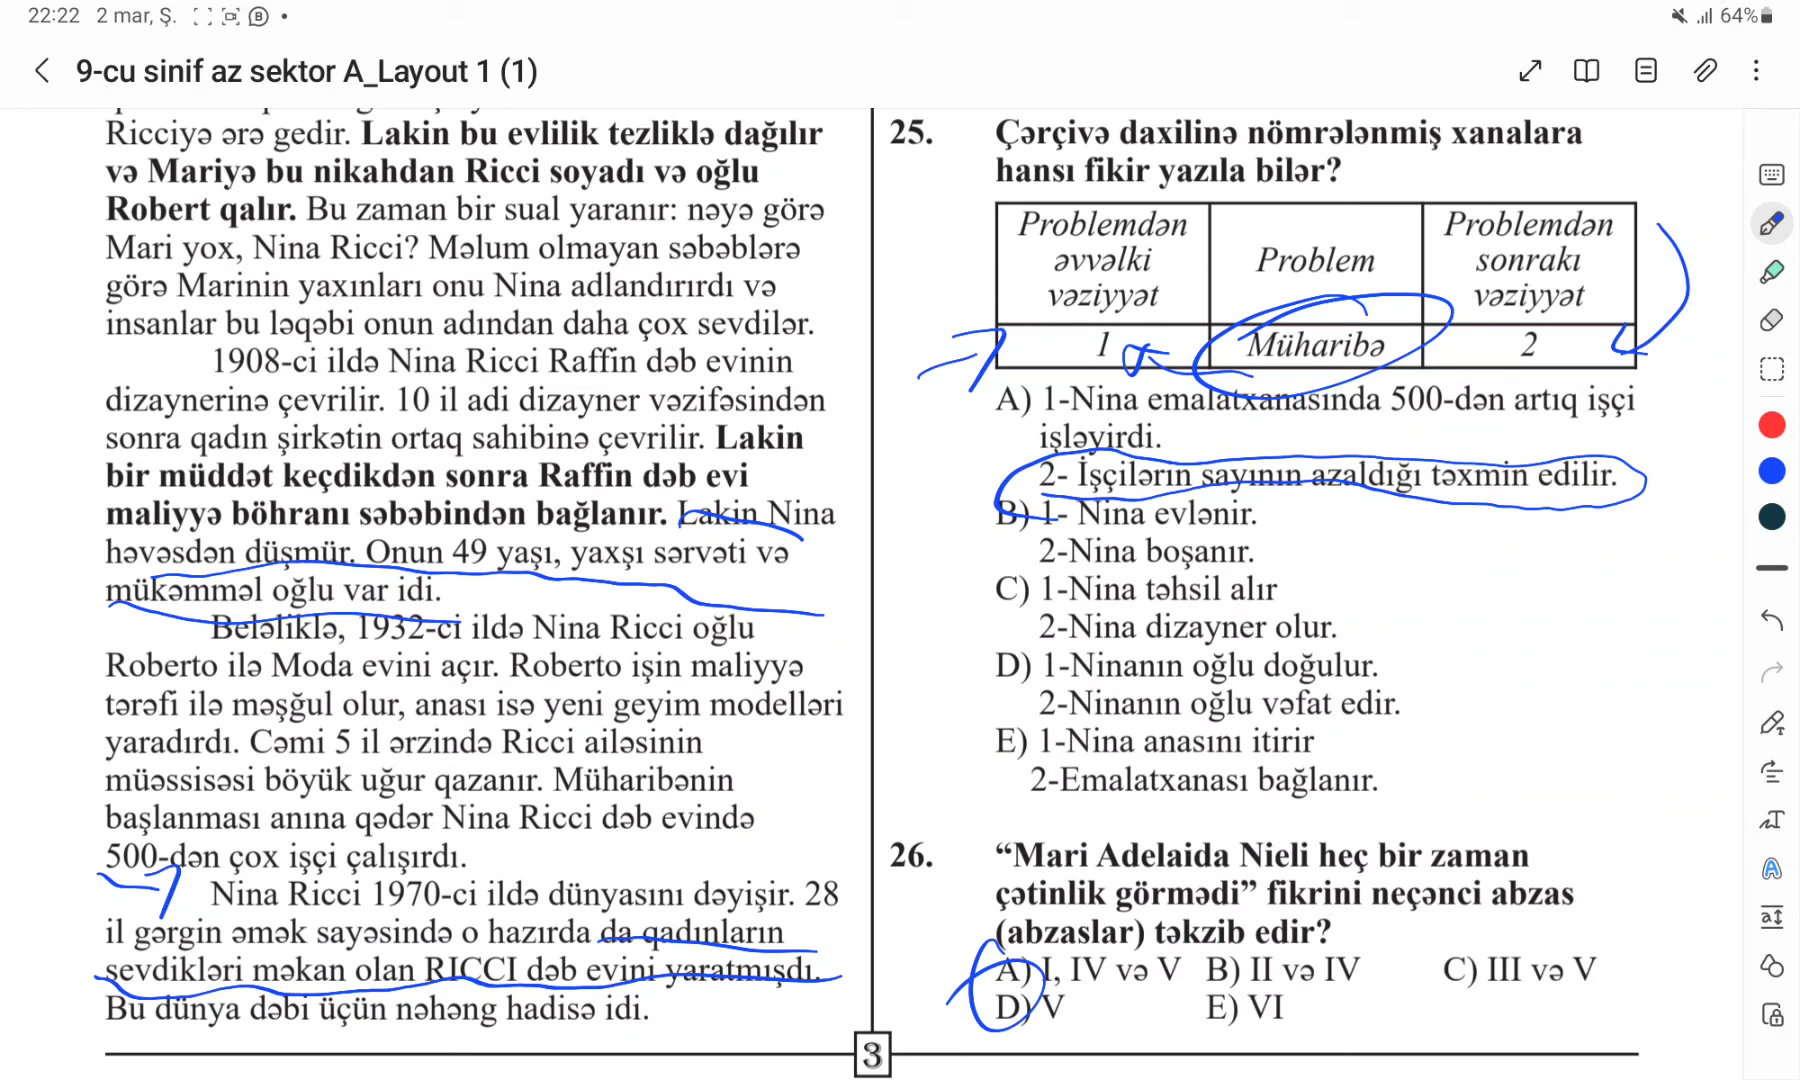 22:22 2 mar, Ş.
64%
9-cu sinif az sektor A_Layout 1 (1)
Ricciyə ərə gedir. Lakin bu evlilik tezliklə dağılır
və Mariyə bu nikahdan Ricci soyadı və oğlu
Robert qalır. Bu zaman bir sual yaranır: nəyə görə
Mari yox, Nina Ricci? Məlum olmayan səbəblərə
görə Marinin yaxınları onu Nina adlandırırdı və
insanlar bu ləqəbi onun adından daha çox sevdilər.
1908-ci ildə Nina Ricci Raffin dəb evinin
dizaynerinə çevrilir. 10 il adi dizayner vəzifəsindən
sonra qadın şirkətin ortaq sahibinə çevrilir. Lakin
bir müddət keçdikdən sonra Raffin dəb evi
maliyyə böhranı səbəbindən bağlanır. Lakin Nina
həvəsdən düşmür. Onun 49 yaşı, yaxşı sərvəti və
mükəmməl oğlu var idi.
Beləliklə, 1932-ci ildə Nina Ricci oğlu
Roberto ilə Moda evini açır. Roberto işin maliyyə
tərəfi ilə məşğul olur, anası isə yeni geyim modelləri
yaradırdı. Cəmi 5 il ərzində Ricci ailəsinin
müəssisəsi böyük uğur qazanır. Müharibənin
başlanması anına qədər Nina Ricci dəb evində
500-dən çox işçi çalışırdı.
Nina Ricci 1970-ci ildə dünyasını dəyişir. 28
il gərgin əmək sayəsində o hazırda da qadınların
sevdikləri məkan olan RICCI dəb evini yaratmışdı.
Bu dünya dəbi üçün nəhəng hadisə idi.
25. Çərçivə daxilinə nömrələnmiş xanalara
hansı fikir yazıla bilər?
Problemdən əvvəlki vəziyyət
Problem
Problemdən sonrakı vəziyyət
1 Müharibə 2
A) 1-Nina emalatxanasında 500-dən artıq işçi
işləyirdi.
2- İşçilərin sayının azaldığı təxmin edilir.
B) 1- Nina evlənir.
2-Nina boşanır.
C) 1-Nina təhsil alır
2-Nina dizayner olur.
D) 1-Ninanın oğlu doğulur.
2-Ninanın oğlu vəfat edir.
E) 1-Nina anasını itirir
2-Emalatxanası bağlanır.
26. “Mari Adelaida Nieli heç bir zaman
çətinlik görmədi” fikrini neçənci abzas
(abzaslar) təkzib edir?
A) I, IV və V B) II və IV C) III və V
D) V E) VI
3